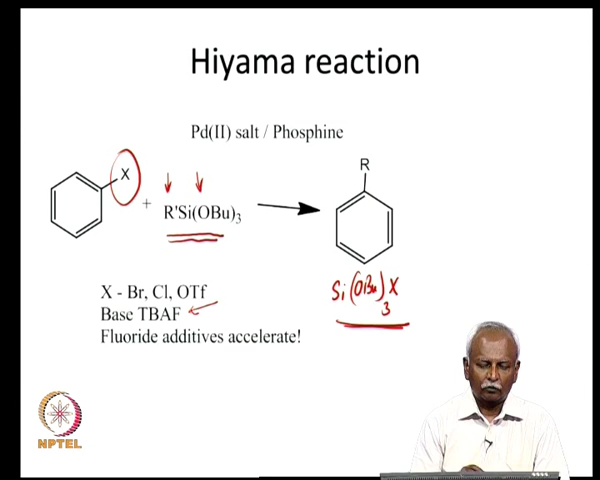 Hiyama reaction
Pd(II) salt / Phosphine
R
X
+
R'Si(OBu)3
X - Br, Cl, OTf
Base TBAF
Fluoride additives accelerate!
Si(OBu)3X
NPTEL